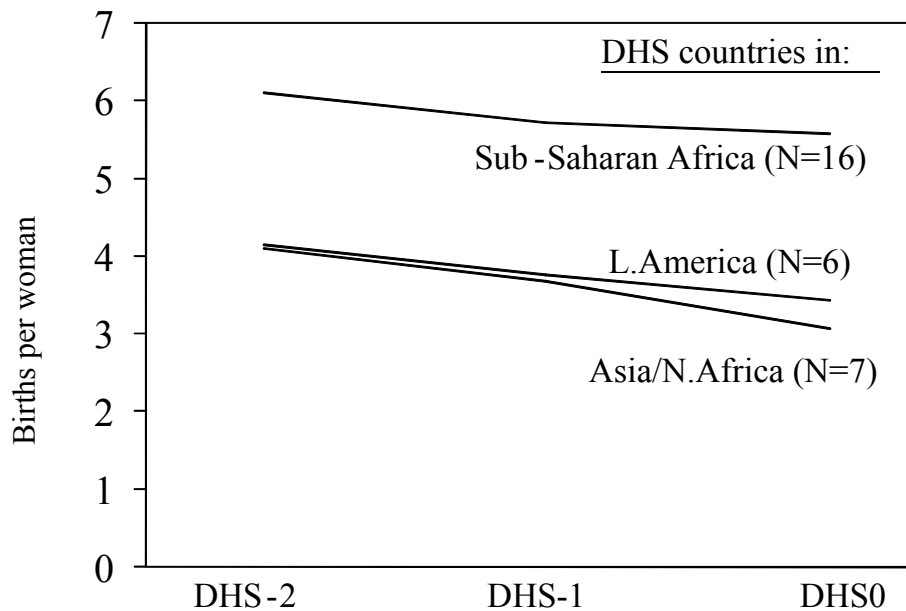 7
DHS countries in:
6
Sub-Saharan Africa (N=16)
5
L.America (N=6)
4
3
Asia/N.Africa (N=7)
2
1
0
Births per woman
DHS-2
DHS-1
DHS0